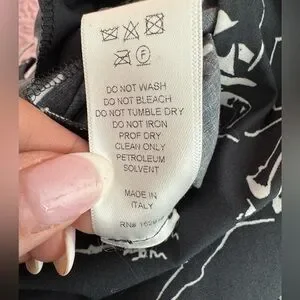 F
DO NOT WASH
DO NOT BLEACH
DO NOT TUMBLE DRY
DO NOT IRON
PROF DRY
CLEAN ONLY
PETROLEUM
SOLVENT
MADE IN
ITALY
RN#